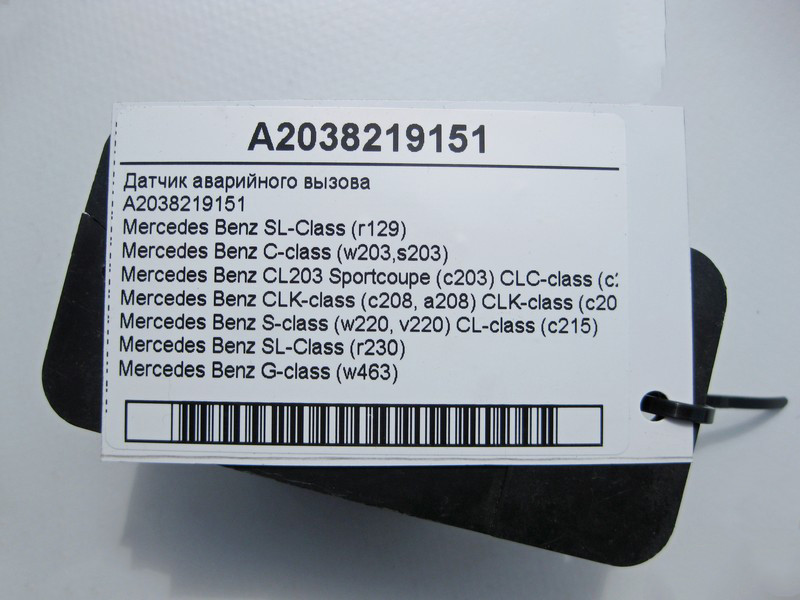 A2038219151
Датчик аварийного вызова
A2038219151
Mercedes Benz SL-Class (r129)
Mercedes Benz C-class (w203,s203)
Mercedes Benz CL203 Sportcoupe (c203) CLC-class (c
Mercedes Benz CLK-class (c208, a208) CLK-class (c20
Mercedes Benz S-class (w220, v220) CL-class (c215)
Mercedes Benz SL-Class (r230)
Mercedes Benz G-class (w463)